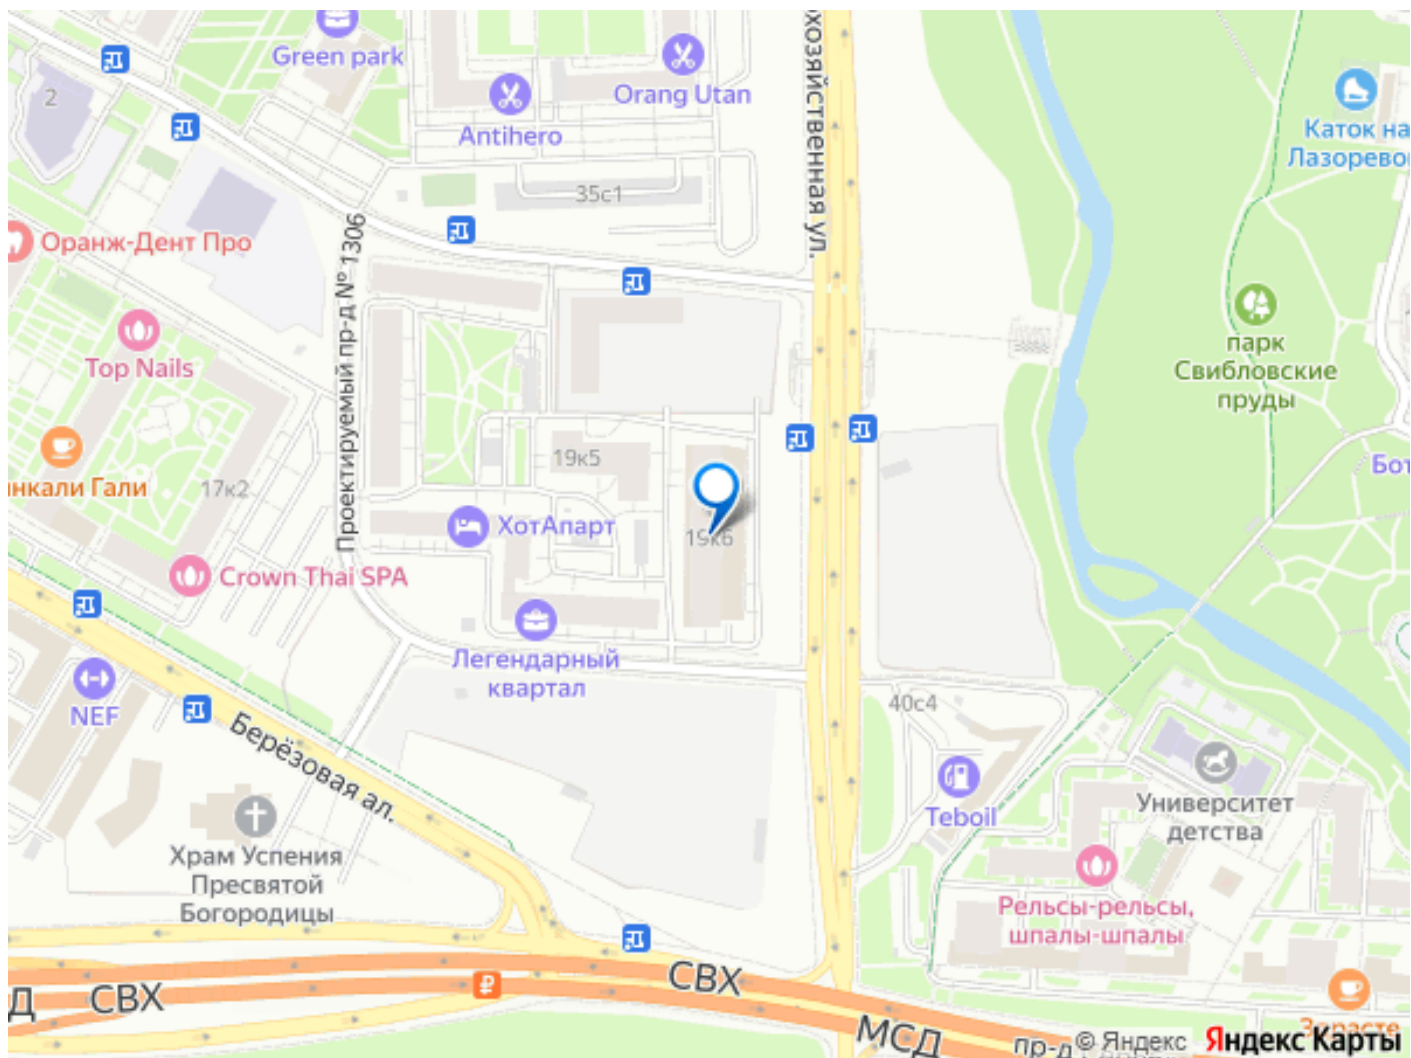 Green park
2
Orang Utan
Antihero
хозяйственная ул.
Каток на
Лазорево
35с1
Оранж-Дент Про
Проектируемый пр-д № 1306
парк
Свибловские
пруды
Top Nails
нкали Гали
17к2
19к5
Бот
ХотАпарт
19к6
Crown Thai SPA
Легендарный
квартал
NEF
40с4
Берёзовая ал.
Teboil
Университет
детства
Храм Успения
Пресвятой
Богородицы
Рельсы-рельсы,
шпалы-шпалы
СВХ
Д
СВХ
МСД
пр-д
© Яндекс
Яндекс Карты